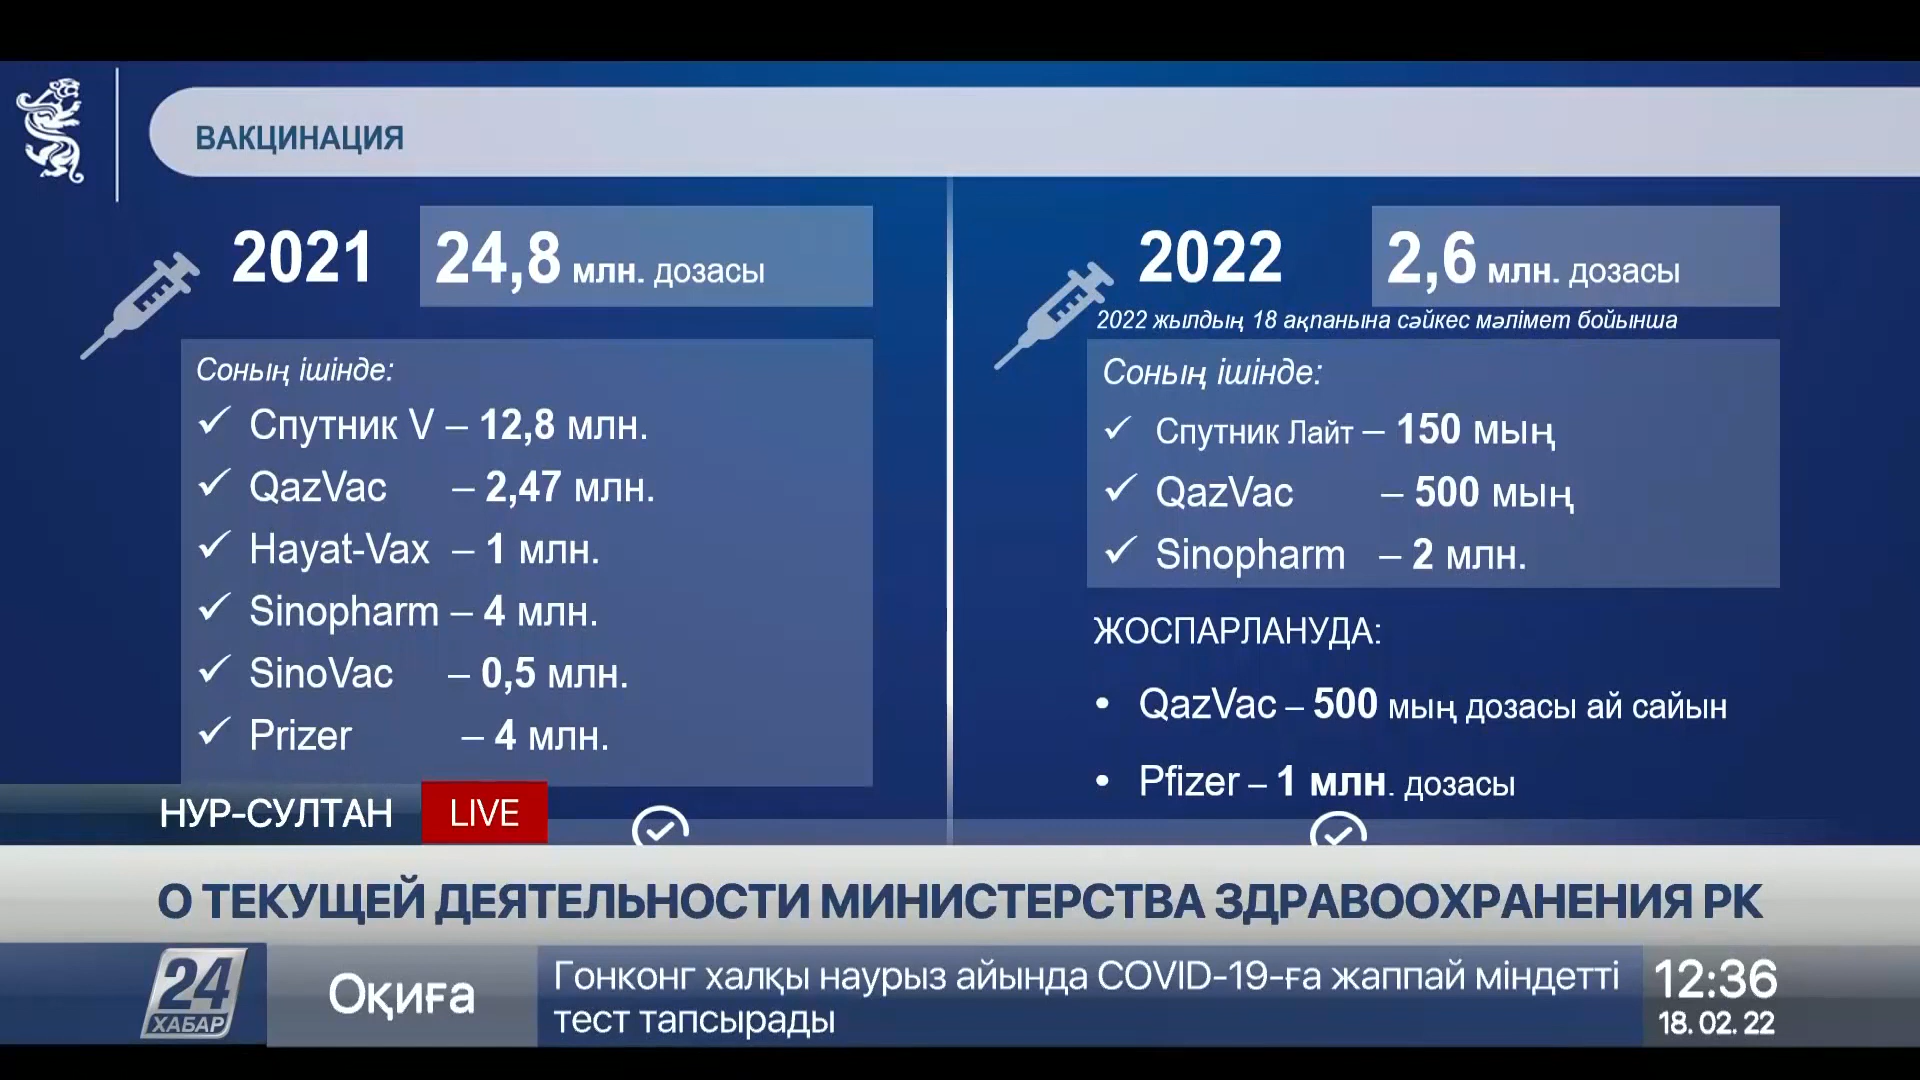 ВАКЦИНАЦИЯ
2021
24,8 млн. дозасы
Соның ішінде:
Спутник V – 12,8 млн.
QazVac – 2,47 млн.
Hayat-Vax – 1 млн.
Sinopharm – 4 млн.
SinoVac – 0,5 млн.
Prizer – 4 млн.
2022
2,6 млн. дозасы
2022 жылдың 18 ақпанына сәйкес мәлімет бойынша
Соның ішінде:
Спутник Лайт – 150 мың
QazVac – 500 мың
Sinopharm – 2 млн.
ЖОСПАРЛАНУДА:
QazVac – 500 мың дозасы ай сайын
Pfizer – 1 млн. дозасы
НУР-СУЛТАН
LIVE
О ТЕКУЩЕЙ ДЕЯТЕЛЬНОСТИ МИНИСТЕРСТВА ЗДРАВООХРАНЕНИЯ РК
24
ХАБАР
Оқиға
Гонконг халқы наурыз айында COVID-19-ға жаппай міндетті
тест тапсырады
12:36
18. 02. 22